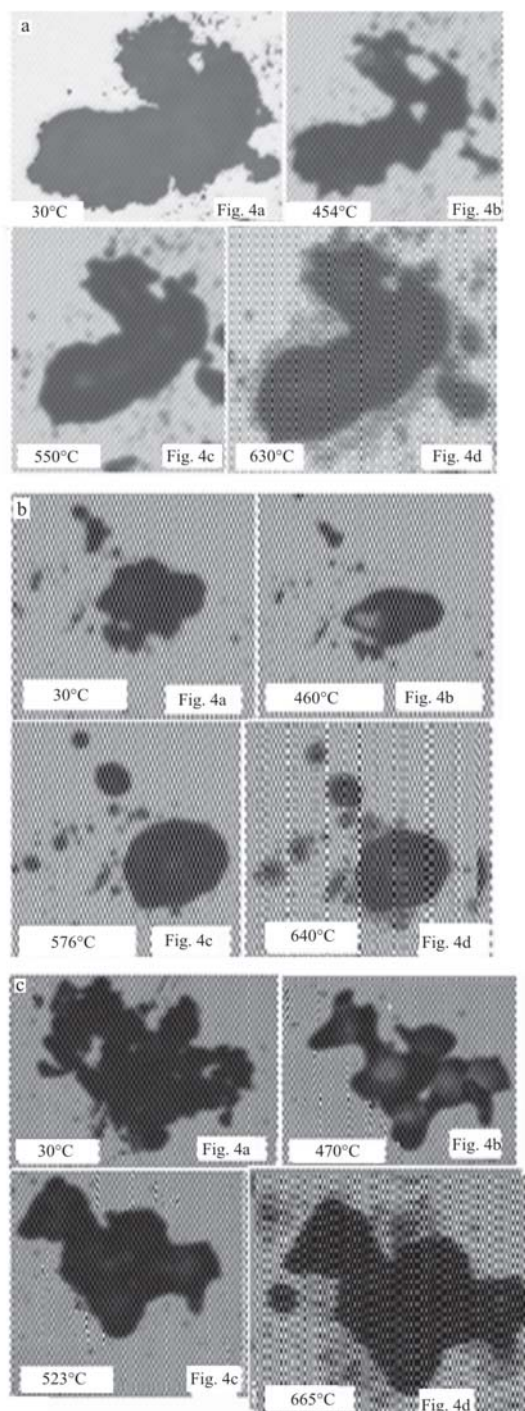 a
30°C Fig. 4a
454°C Fig. 4b
550°C Fig. 4c
630°C Fig. 4d
b
30°C Fig. 4a
460°C Fig. 4b
576°C Fig. 4c
640°C Fig. 4d
c
30°C Fig. 4a
470°C Fig. 4b
523°C Fig. 4c
665°C Fig. 4d